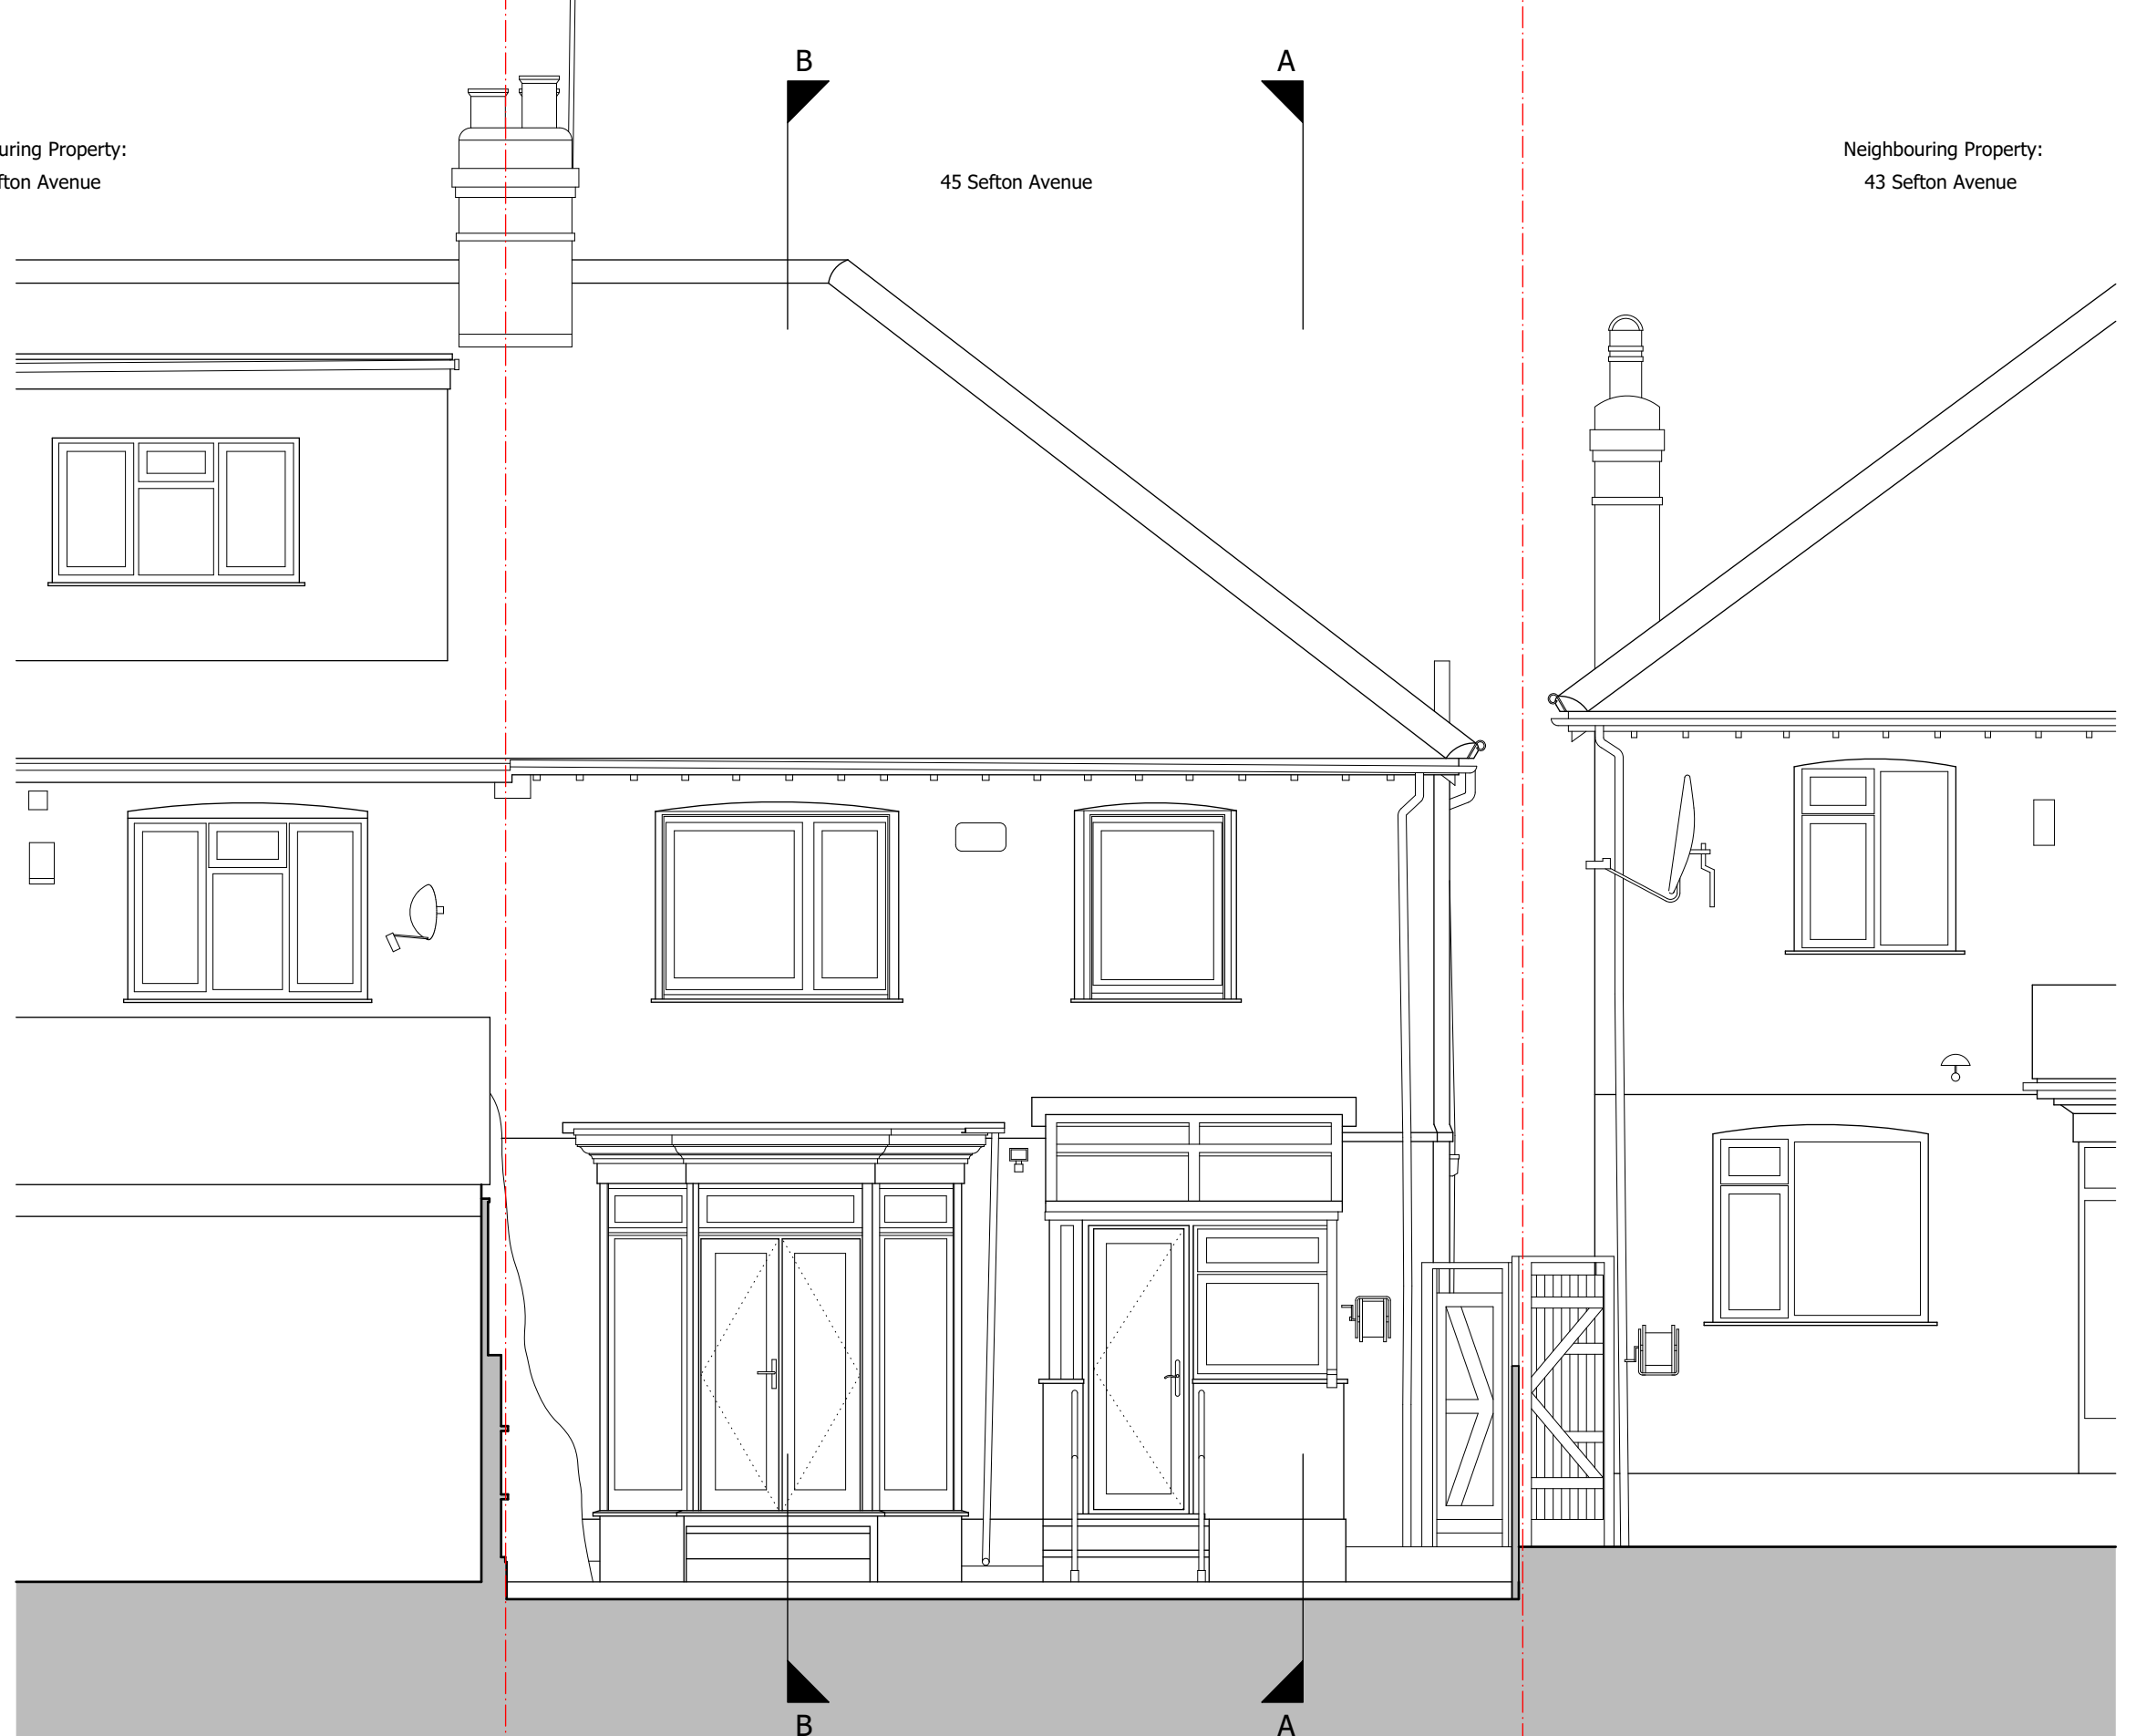 B
A
uring Property:
fton Avenue
45 Sefton Avenue
Neighbouring Property:
43 Sefton Avenue
B
A